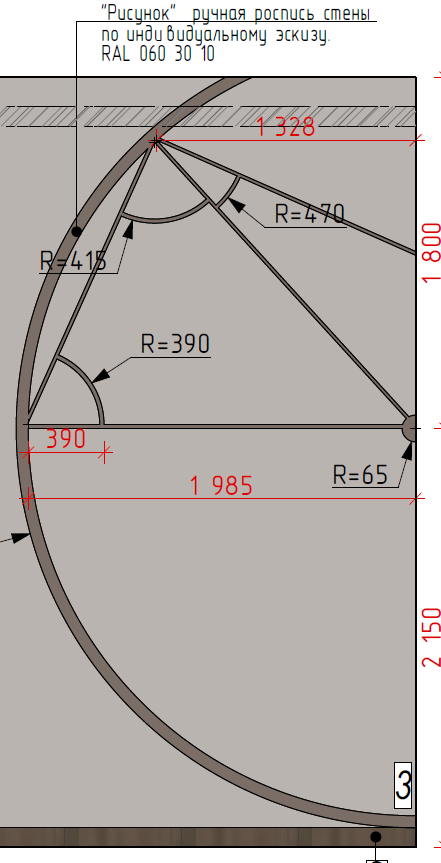 "Рисунок" ручная роспись стены
по индивидуальному эскизу.
RAL 060 30 10
1 328
R=470
1 800
R=415
R=390
390
R=65
1 985
2 150
3